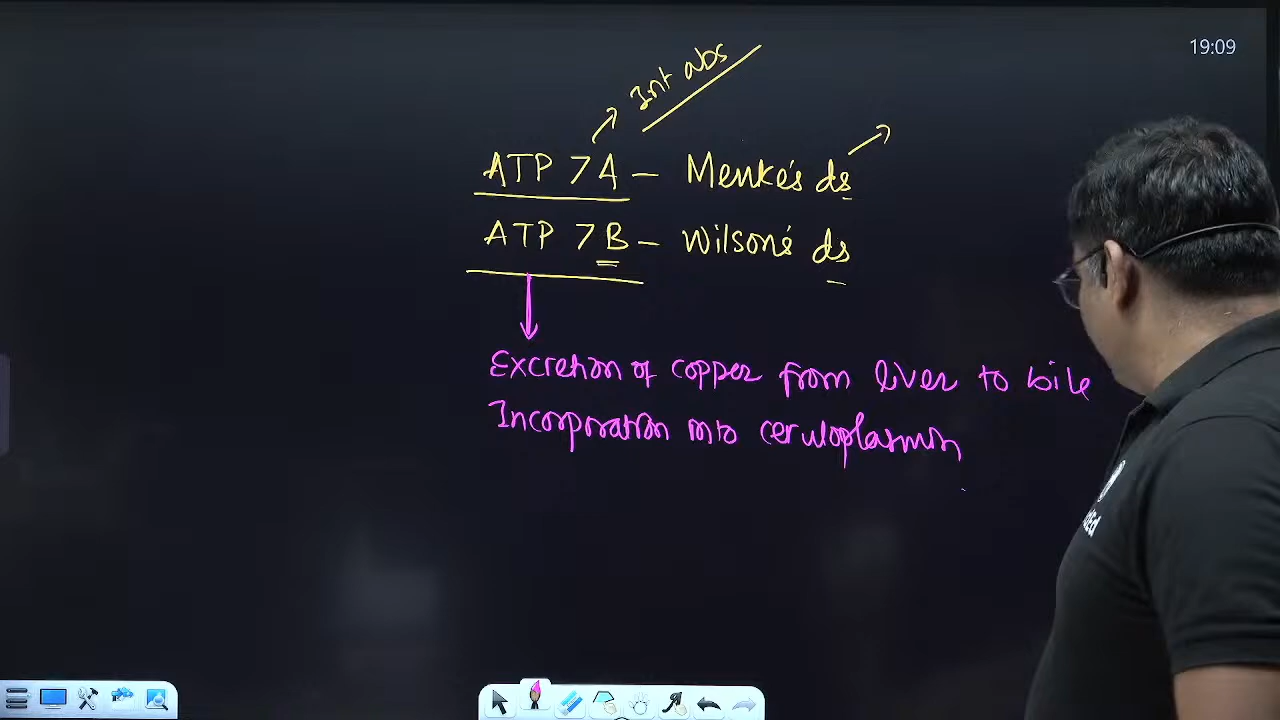 19:09
Int abs
ATP 7A – Menke's ds
ATP 7B – Wilson's ds
Excretion of copper from liver to bile
Incorporation into ceruloplasmin